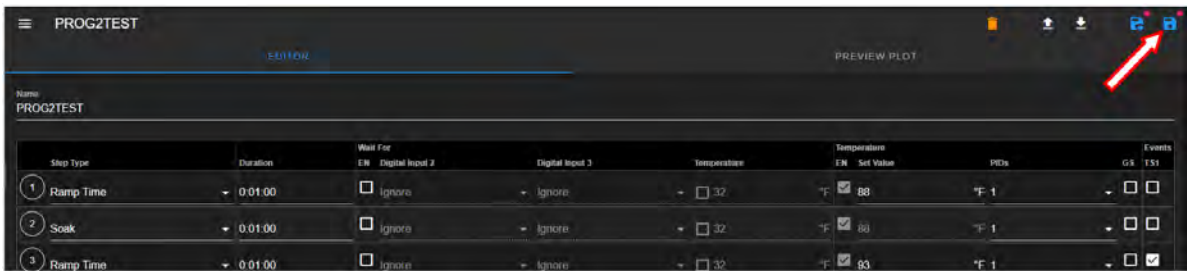 PROG2TEST
EDITOR PREVIEW PLOT
Name
PROG2TEST
Wait For Temperature Events
Step Type Duration EN Digital Input 2 Digital Input 3 Temperature EN Set Value PIDs GS TS1
1 Ramp Time 0:01:00 Ignore Ignore 32 °F 88 °F 1
2 Soak 0:01:00 Ignore Ignore 32 °F 88 °F 1
3 Ramp Time 0:01:00 Ignore Ignore 32 °F 93 °F 1